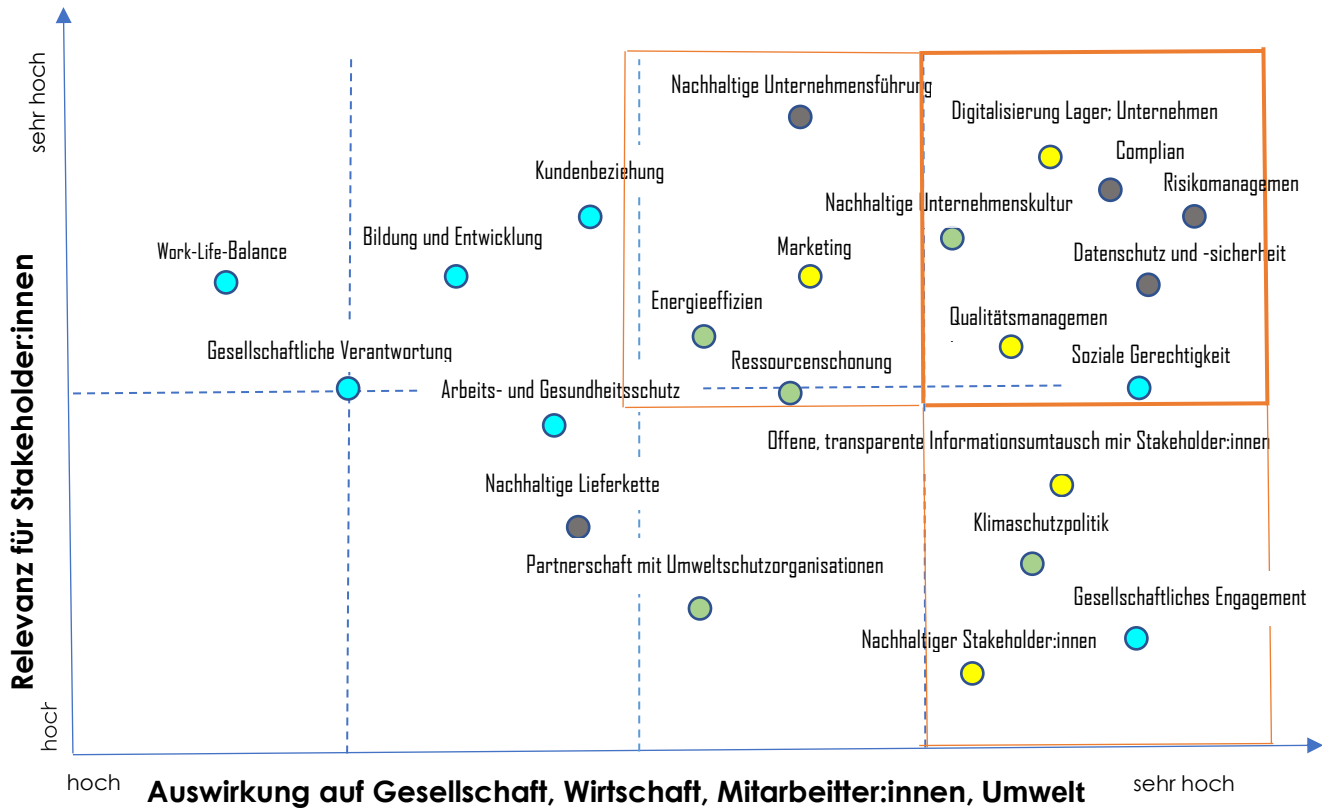 sehr hoch
Relevanz für Stakeholder:innen
hoch
Nachhaltige Unternehmensführung
Digitalisierung Lager; Unternehmen
Complian
Kundenbeziehung
Risikomanagemen
Nachhaltige Unternehmenskultur
Bildung und Entwicklung
Work-Life-Balance
Marketing
Datenschutz und -sicherheit
Energieeffizien
Qualitätsmanagemen
Gesellschaftliche Verantwortung
Ressourcenschonung
Soziale Gerechtigkeit
Arbeits- und Gesundheitsschutz
Offene, transparente Informationsumtausch mir Stakeholder:innen
Nachhaltige Lieferkette
Klimaschutzpolitik
Partnerschaft mit Umweltschutzorganisationen
Gesellschaftliches Engagement
Nachhaltiger Stakeholder:innen
hoch
Auswirkung auf Gesellschaft, Wirtschaft, Mitarbeitter:innen, Umwelt
sehr hoch